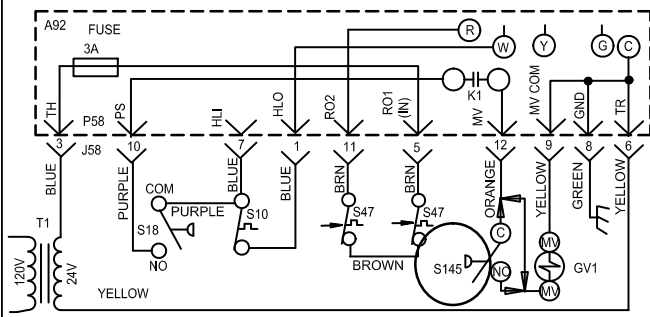 A92
FUSE
3A
R
W
Y
G
C
K1
TH
PS
HLI
HLO
RO2
RO1
(IN)
MV
MV COM
GND
TR
P58
J58
3
10
7
1
11
5
12
9
8
6
BLUE
PURPLE
BLUE
BLUE
BRN
BRN
ORANGE
YELLOW
GREEN
YELLOW
COM
PURPLE
S18
NO
S10
S47
S47
BROWN
S145
C
NO
MV
MV
GV1
T1
120V
24V
YELLOW